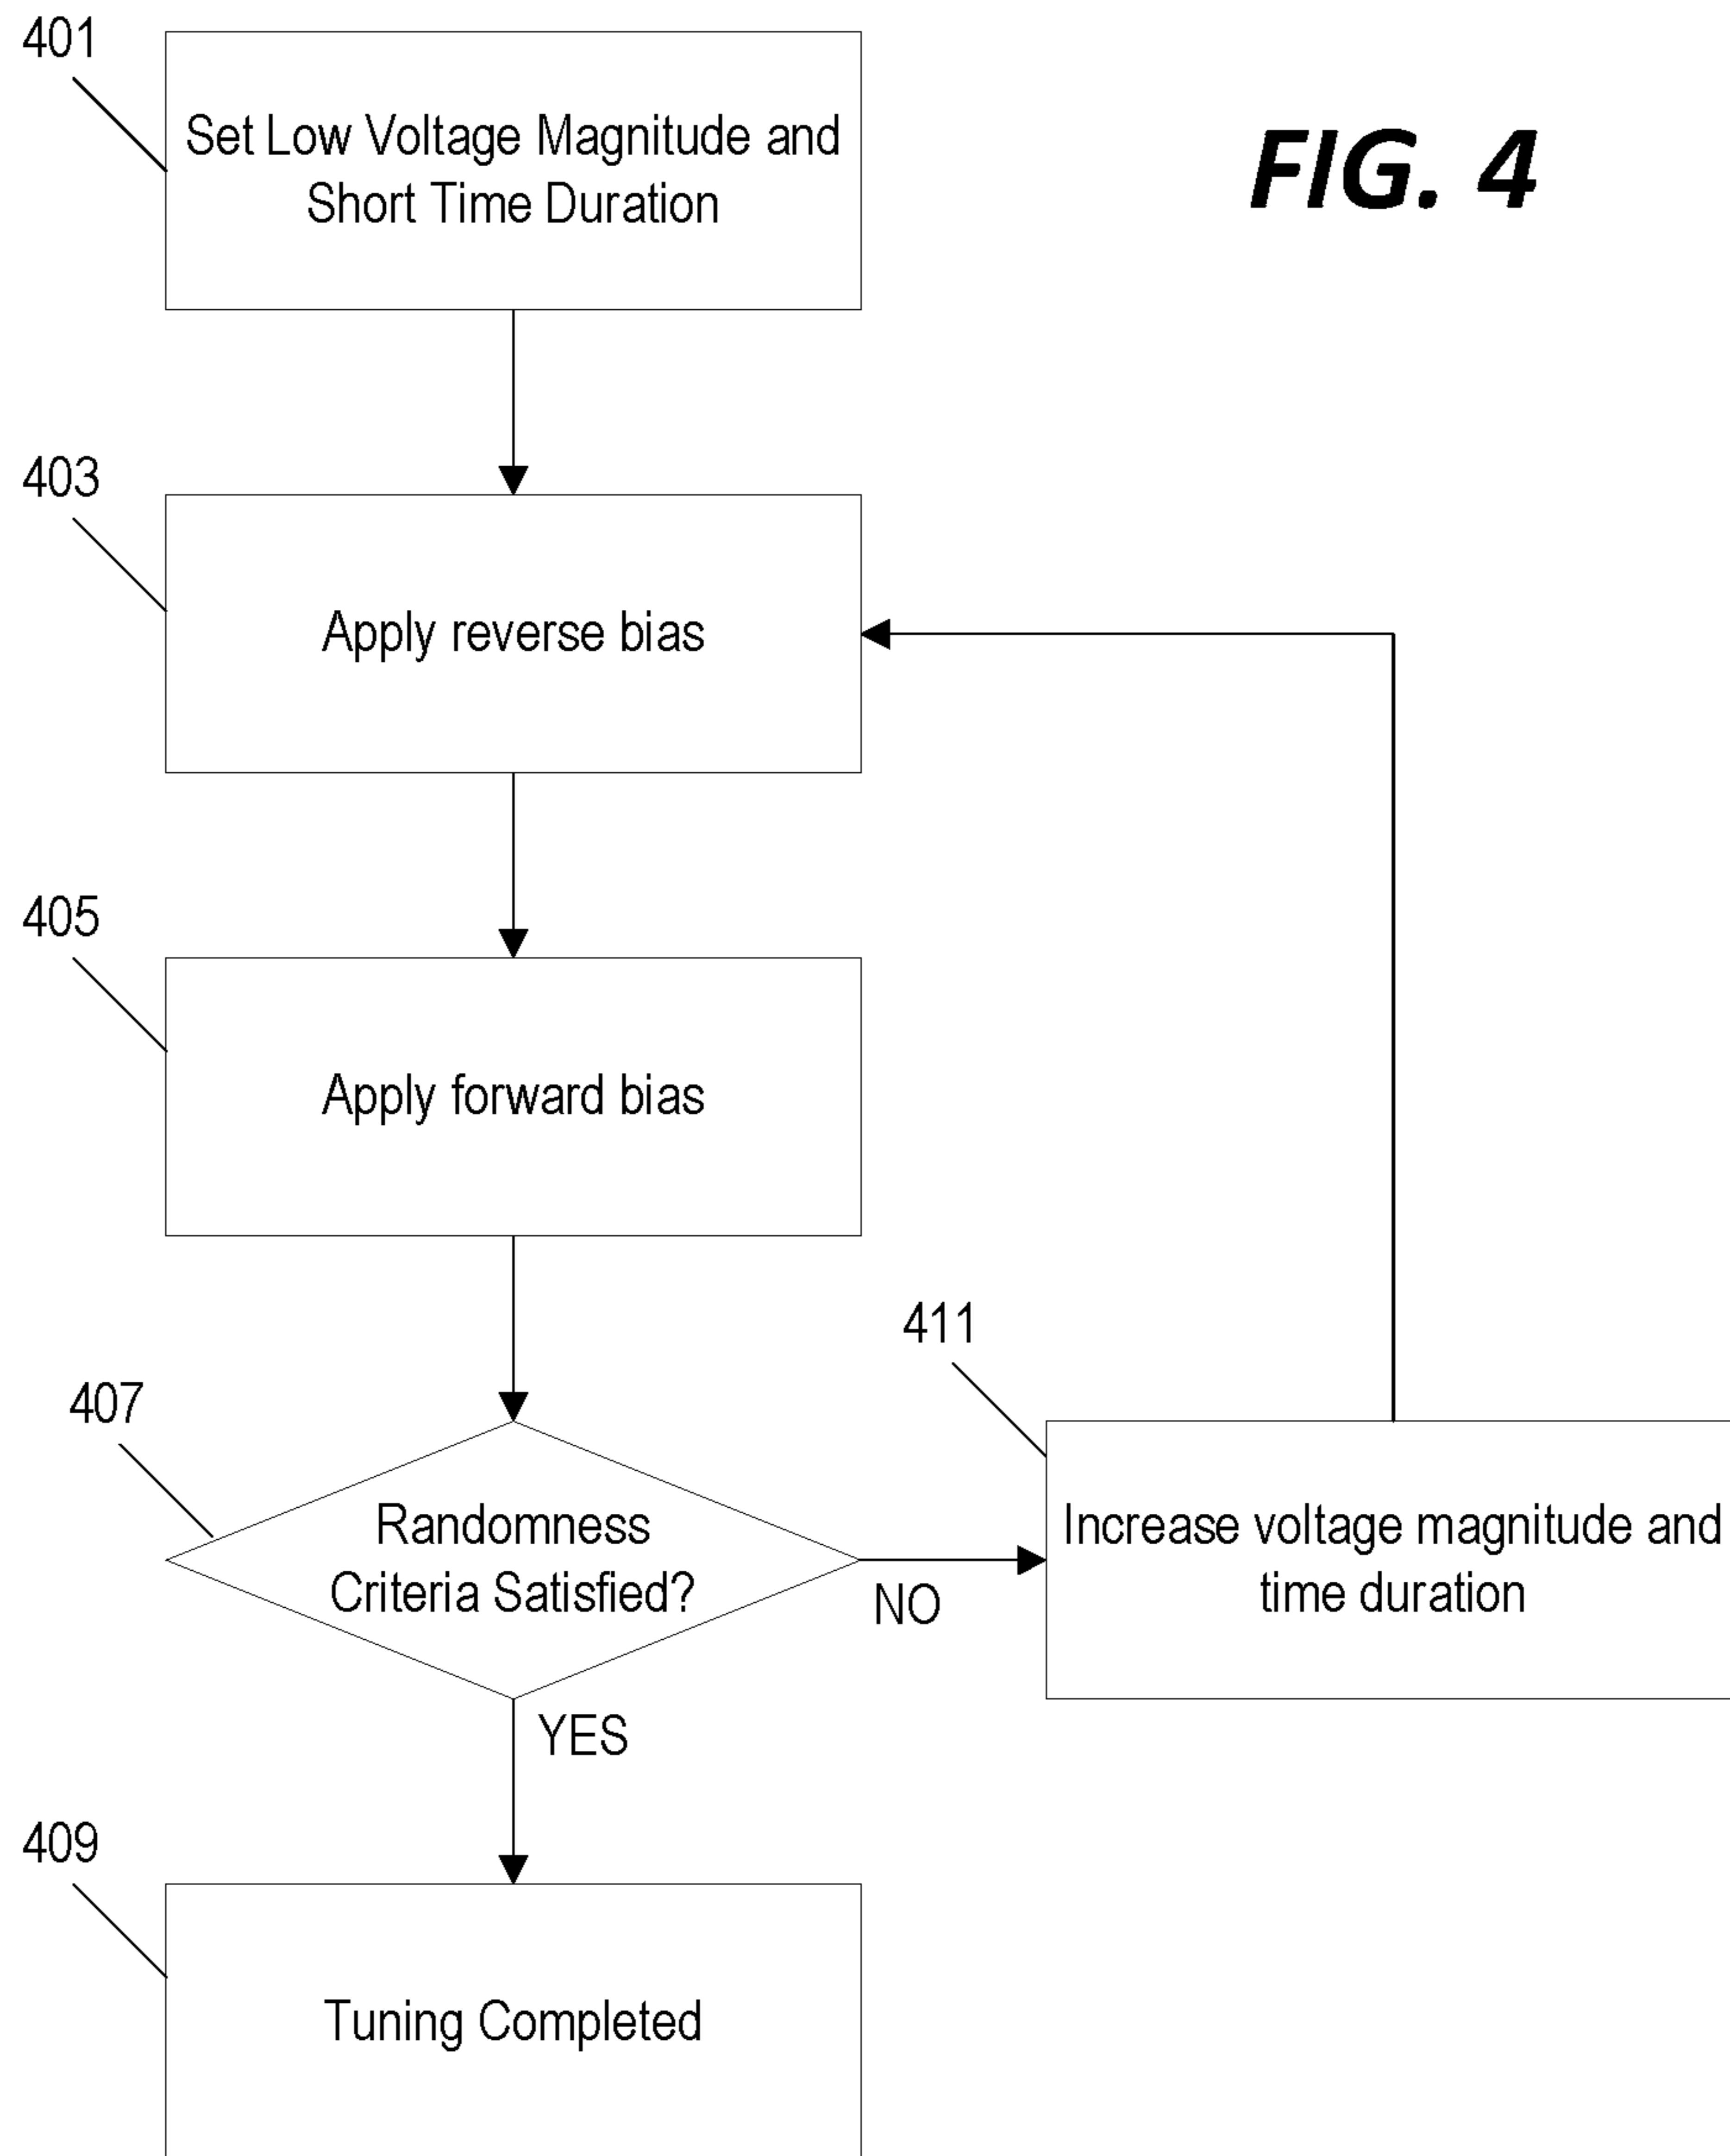 FIG. 4
401
Set Low Voltage Magnitude and
Short Time Duration
403
Apply reverse bias
405
Apply forward bias
407
Randomness
Criteria Satisfied?
NO
411
Increase voltage magnitude and
time duration
YES
409
Tuning Completed